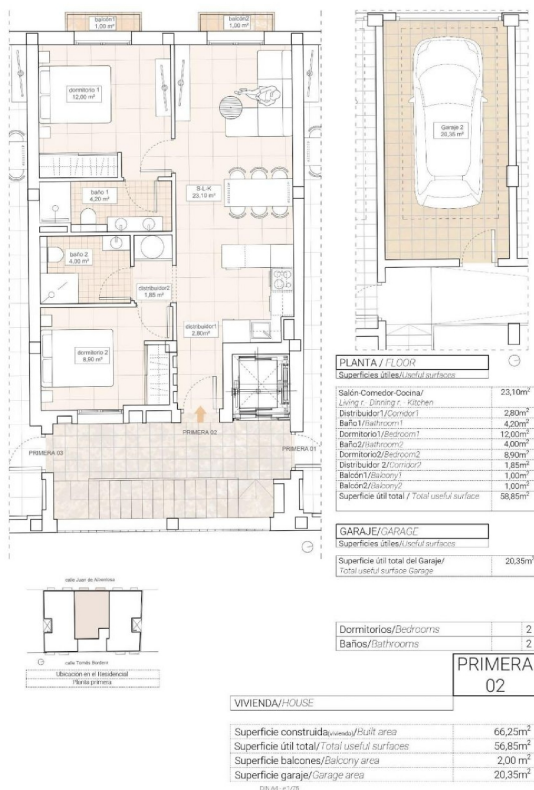 balcón1
1,00 m²
balcón2
1,00 m²
dormitorio 1
12,00 m²
baño 1
4,20 m²
S-L-K
23,10 m²
baño 2
4,00 m²
distribuidor2
1,85 m²
distribuidor1
2,80m²
dormitorio 2
8,90 m²
PRIMERA 02
PRIMERA 03
PRIMERA 01
Garaje 2
20,35 m²
PLANTA / FLOOR
Superficies útiles/Useful surfaces
Salón-Comedor-Cocina/ 23,10m²
Living r. - Dinning r. - Kitchen
Distribuidor1/Corridor1 2,80m²
Baño1/Bathroom1 4,20m²
Dormitorio1/Bedroom1 12,00m²
Baño2/Bathroom2 4,00m²
Dormitorio2/Bedroom2 8,90m²
Distribuidor 2/Corridor2 1,85m²
Balcón1/Balcony1 1,00m²
Balcón2/Balcony2 1,00m²
Superficie útil total / Total useful surface 58,85m²
GARAJE/GARAGE
Superficies útiles/Useful surfaces
Superficie útil total del Garaje/ 20,35m²
Total useful surface Garage
calle Juan de
calle Tomás
Ubicación en el Residencial
Planta primera
Dormitorios/Bedrooms 2
Baños/Bathrooms 2
PRIMERA
02
VIVIENDA/HOUSE
Superficie construida(vivienda)/Built area 66,25m²
Superficie útil total/Total useful surfaces 56,85m²
Superficie balcones/Balcony area 2,00 m²
Superficie garaje/Garage area 20,35m²